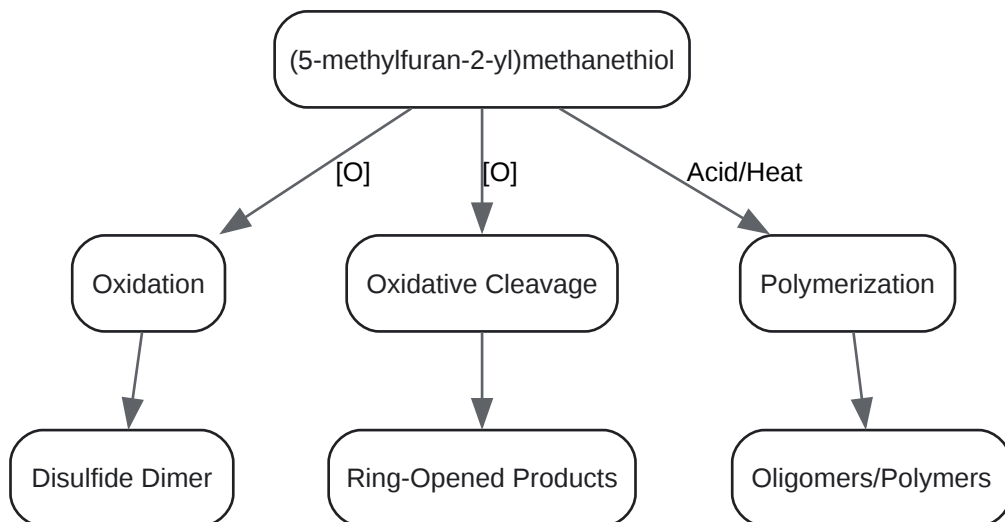 (5-methylfuran-2-yl)methanethiol
[O]
[O]
Acid/Heat
Oxidation
Oxidative Cleavage
Polymerization
Disulfide Dimer
Ring-Opened Products
Oligomers/Polymers